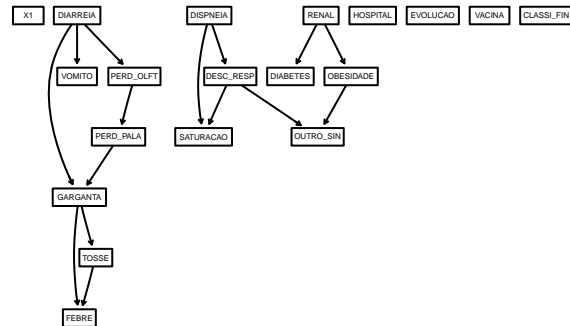 X1 DIARREIA DISPNEIA RENAL HOSPITAL EVOLUCAO VACINA CLASSI_FIN
VOMITO PERD_OLFT DESC_RESP DIABETES OBESIDADE
PERD_PALA SATURACAO OUTRO_SIN
GARGANTA
TOSSE
FEBRE